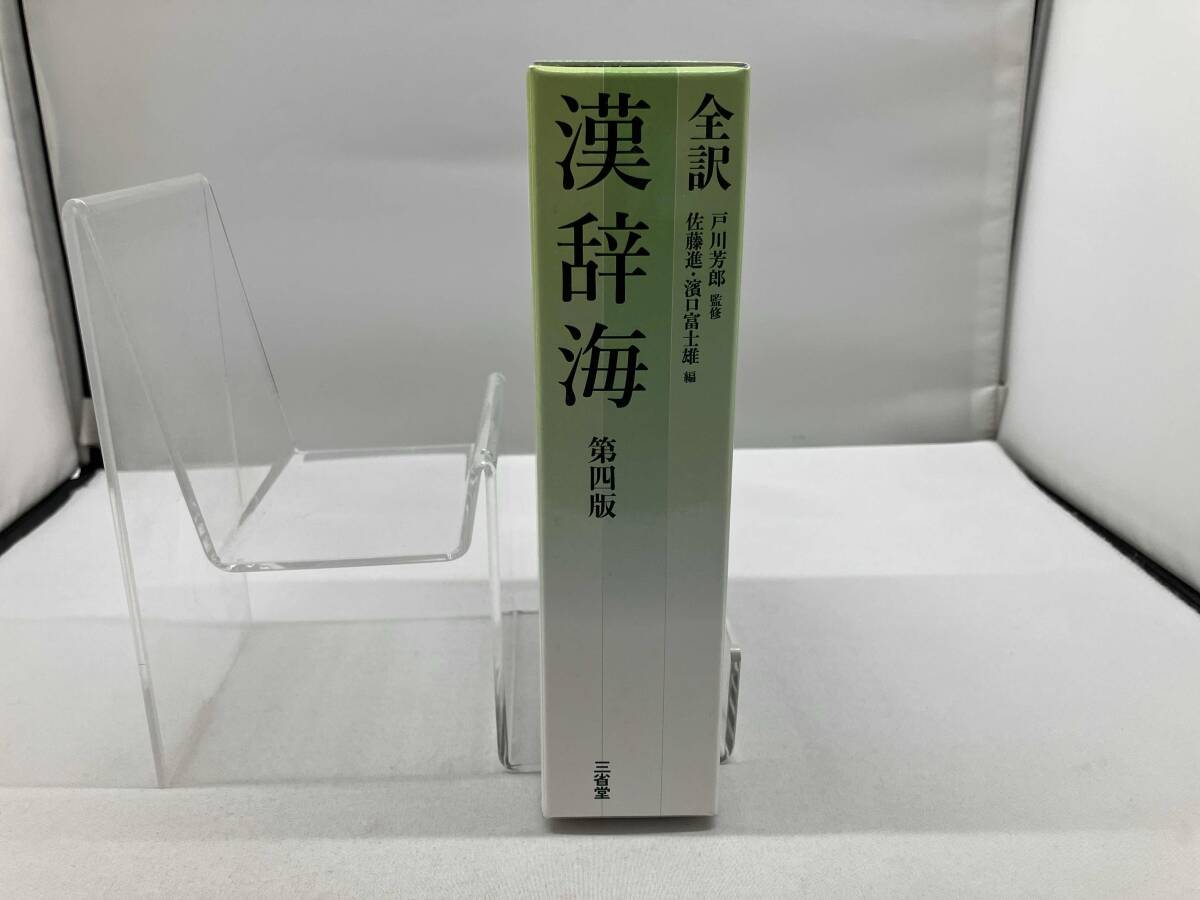 全訳
漢辞海
戸川芳郎 監修
佐藤進・濱口富士雄 編
第四版
三省堂